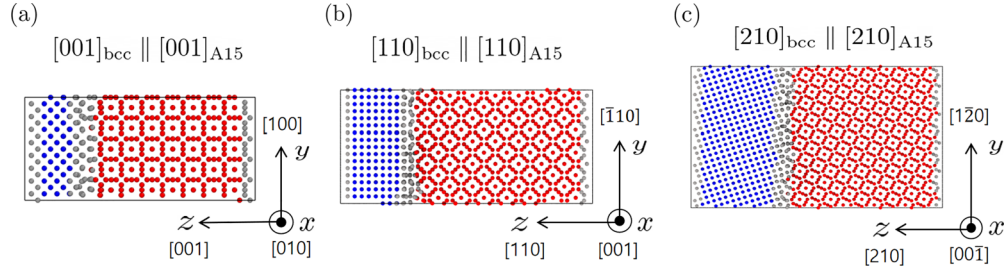 (a)
[001]bcc ∥ [001]A15
[100]
y
z
x
[001]
[010]
(b)
[110]bcc ∥ [110]A15
[1̄10]
y
z
x
[110]
[001]
(c)
[210]bcc ∥ [210]A15
[12̄0]
y
z
x
[210]
[001̄]